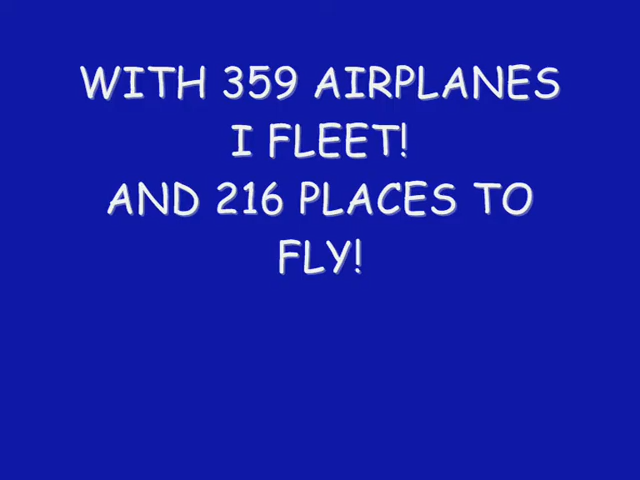 WITH 359 AIRPLANES
I FLEET!
AND 216 PLACES TO
FLY!